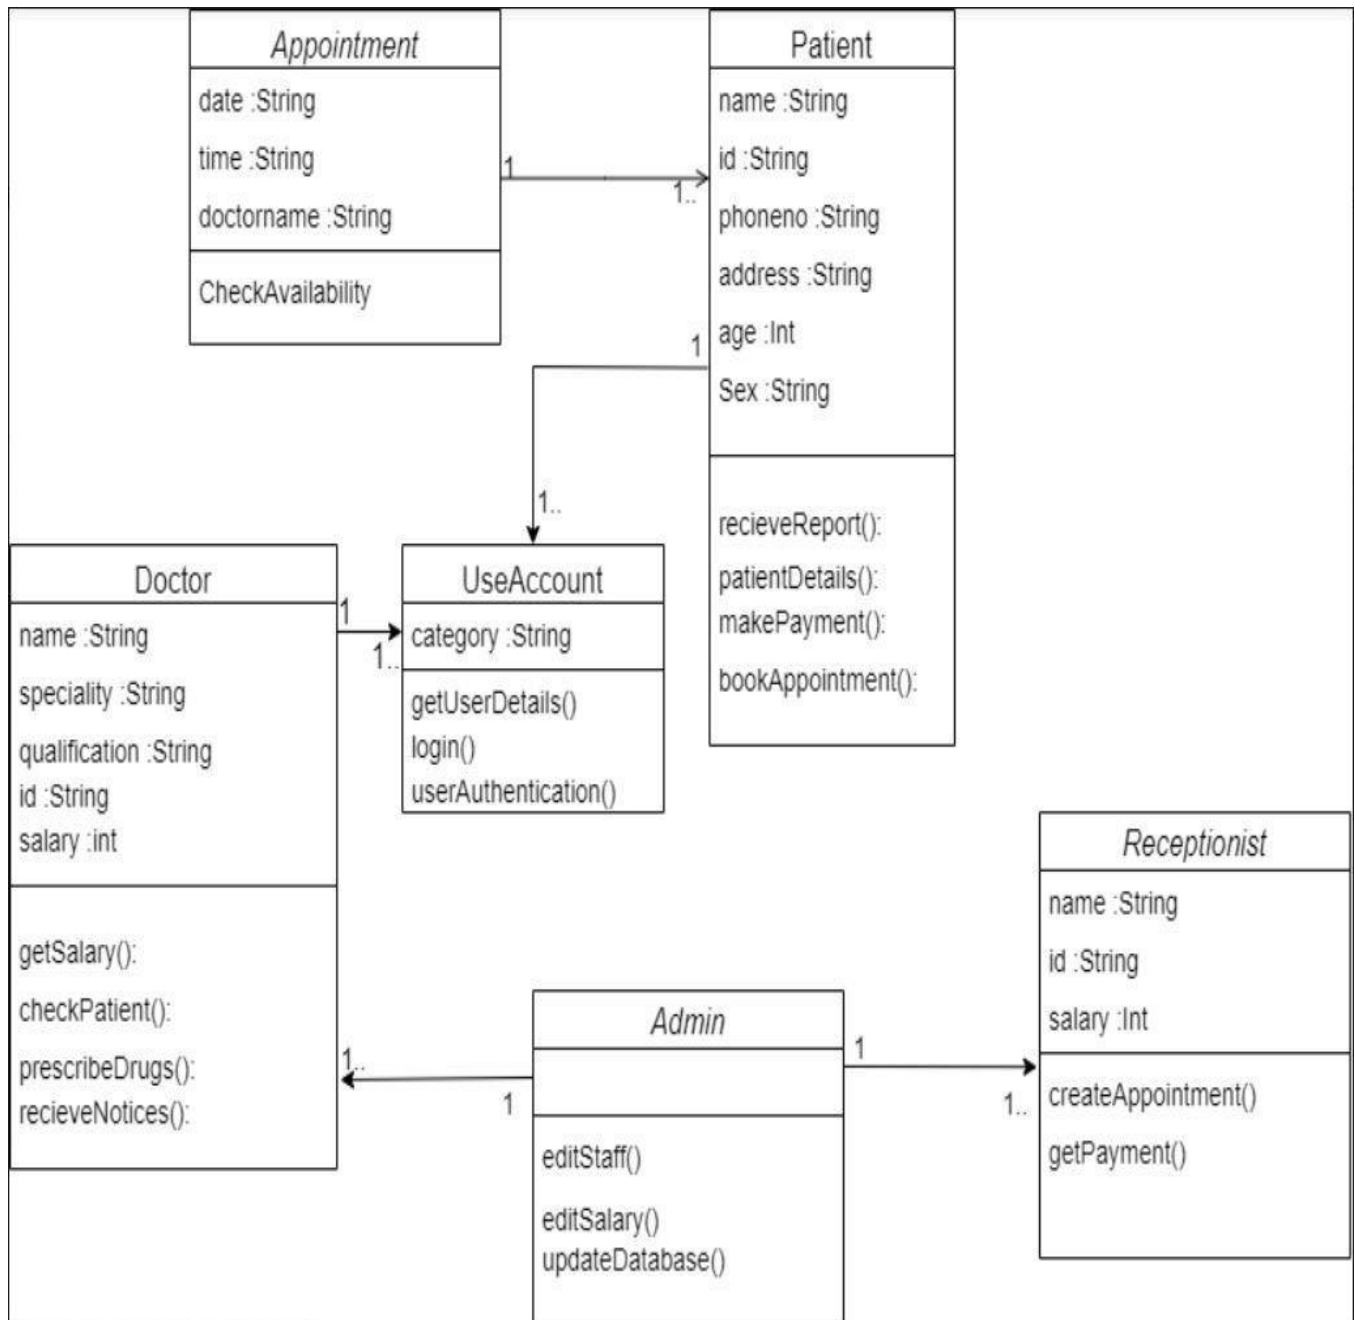 Appointment
date :String
time :String
doctorname :String
CheckAvailability
1
1..
Patient
name :String
id :String
phoneno :String
address :String
age :Int
Sex :String
recieveReport():
patientDetails():
makePayment():
bookAppointment():
1
1..
Doctor
name :String
speciality :String
qualification :String
id :String
salary :int
getSalary():
checkPatient():
prescribeDrugs():
recieveNotices():
1
1..
UseAccount
category :String
getUserDetails()
login()
userAuthentication()
1..
1
Admin
editStaff()
editSalary()
updateDatabase()
1
1..
Receptionist
name :String
id :String
salary :Int
createAppointment()
getPayment()